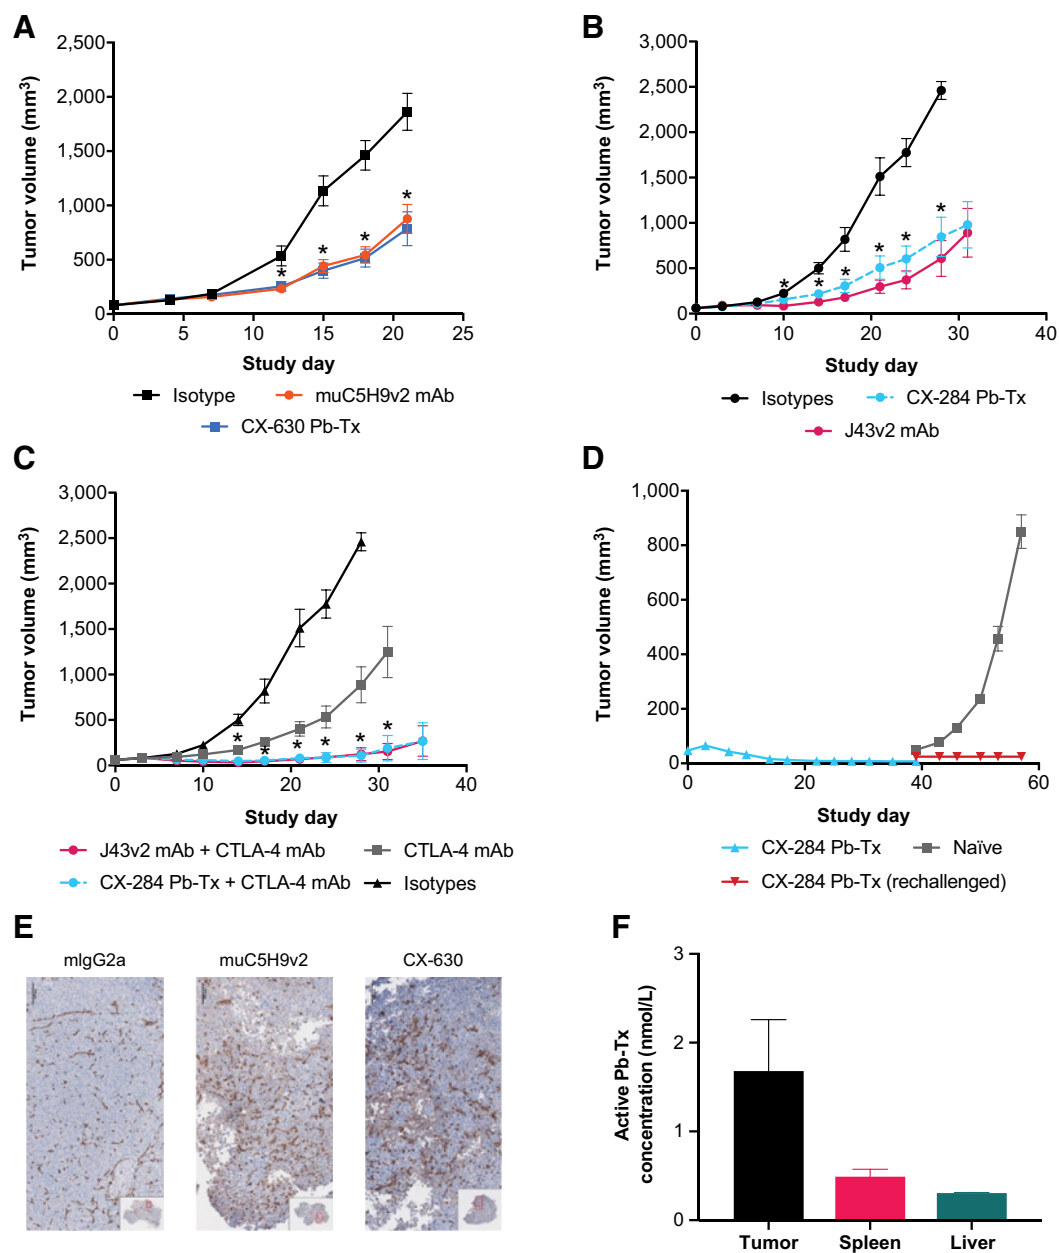 A
2,500
2,000
1,500
1,000
500
0
Tumor volume (mm³)
*
*
*
*
0 5 10 15 20 25
Study day
Isotype muC5H9v2 mAb
CX-630 Pb-Tx
B
3,000
2,500
2,000
1,500
1,000
500
0
Tumor volume (mm³)
*
*
*
*
*
*
0 10 20 30 40
Study day
Isotypes CX-284 Pb-Tx
J43v2 mAb
C
3,000
2,500
2,000
1,500
1,000
500
0
Tumor volume (mm³)
*
*
*
*
*
*
0 10 20 30 40
Study day
J43v2 mAb + CTLA-4 mAb CTLA-4 mAb
CX-284 Pb-Tx + CTLA-4 mAb Isotypes
D
1,000
800
600
400
200
0
Tumor volume (mm³)
0 20 40 60
Study day
CX-284 Pb-Tx Naïve
CX-284 Pb-Tx (rechallenged)
E
mIgG2a muC5H9v2 CX-630
F
3
2
1
0
Active Pb-Tx
concentration (nmol/L)
Tumor Spleen Liver